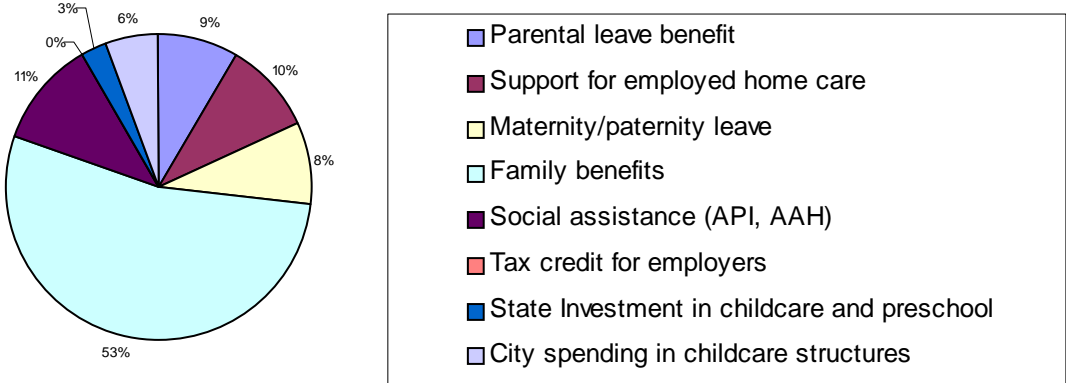 3%
6%
9%
0%
10%
11%
8%
53%
Parental leave benefit
Support for employed home care
Maternity/paternity leave
Family benefits
Social assistance (API, AAH)
Tax credit for employers
State Investment in childcare and preschool
City spending in childcare structures